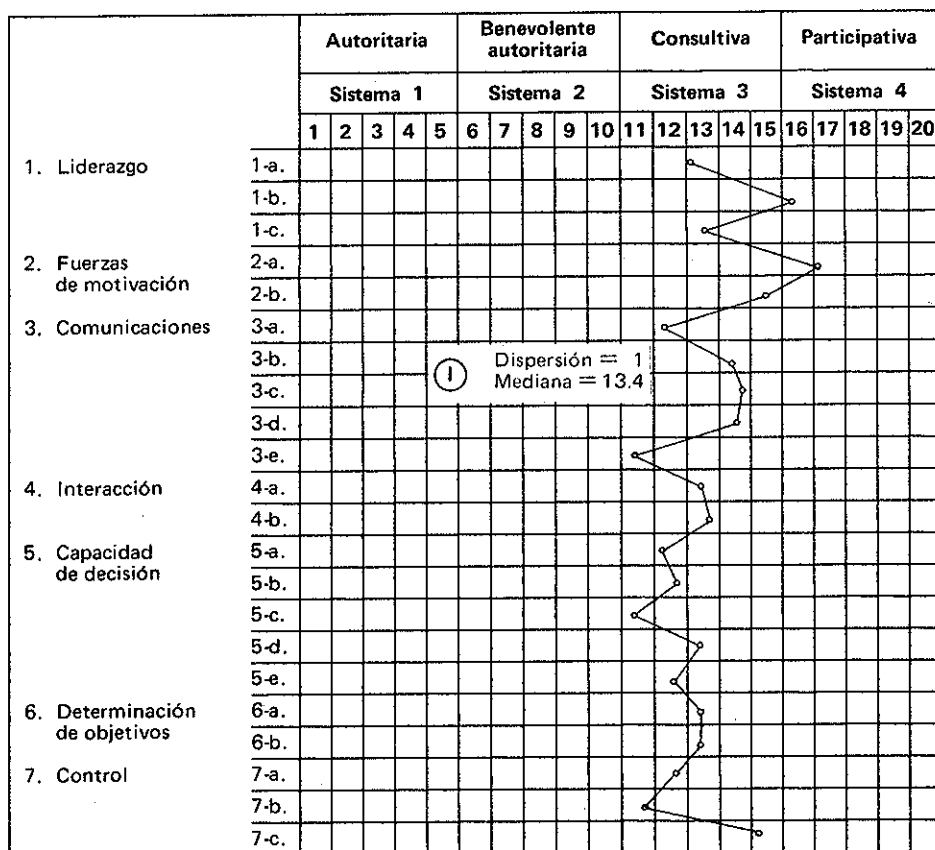 Autoritaria
Benevolente
autoritaria
Consultiva
Participativa
Sistema 1
Sistema 2
Sistema 3
Sistema 4
1 2 3 4 5 6 7 8 9 10 11 12 13 14 15 16 17 18 19 20
1. Liderazgo
1-a.
1-b.
1-c.
2. Fuerzas
de motivación
2-a.
2-b.
3. Comunicaciones
3-a.
3-b.
3-c.
3-d.
3-e.
I
Dispersión = 1
Mediana = 13.4
4. Interacción
4-a.
4-b.
5. Capacidad
de decisión
5-a.
5-b.
5-c.
5-d.
5-e.
6. Determinación
de objetivos
6-a.
6-b.
7. Control
7-a.
7-b.
7-c.